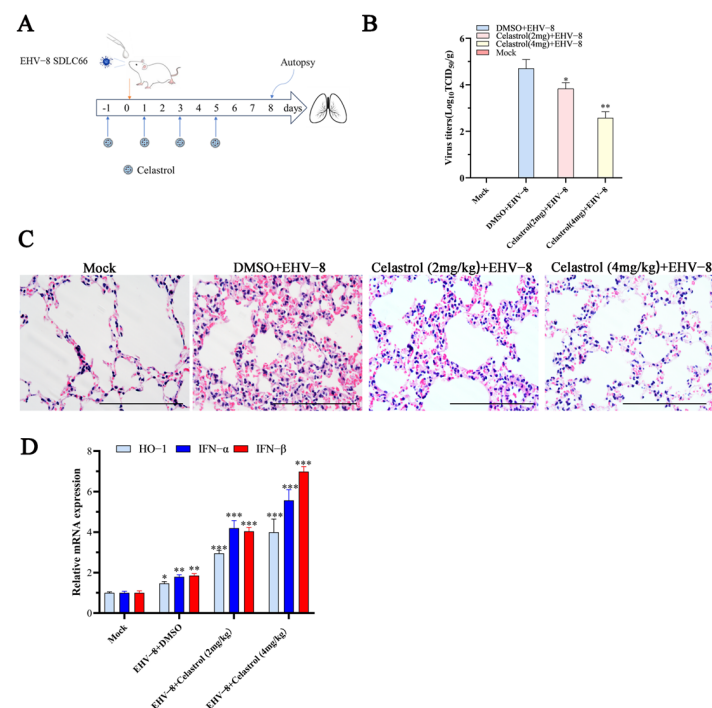 A
EHV−8 SDLC66
Autopsy
-1 0 1 2 3 4 5 6 7 8 days
Celastrol
B
DMSO+EHV−8
Celastrol(2mg)+EHV−8
Celastrol(4mg)+EHV−8
Mock
Virus titers(Log10TCID50/g)
6
4
2
0
*
**
Mock
DMSO+EHV−8
Celastrol(2mg)+EHV−8
Celastrol(4mg)+EHV−8
C
Mock
DMSO+EHV−8
Celastrol (2mg/kg)+EHV−8
Celastrol (4mg/kg)+EHV−8
D
HO−1 IFN−α IFN−β
Relative mRNA expression
8
6
4
2
0
* ** **
*** *** ***
*** *** ***
Mock
EHV−8+DMSO
EHV−8+Celastrol (2mg/kg)
EHV−8+Celastrol (4mg/kg)